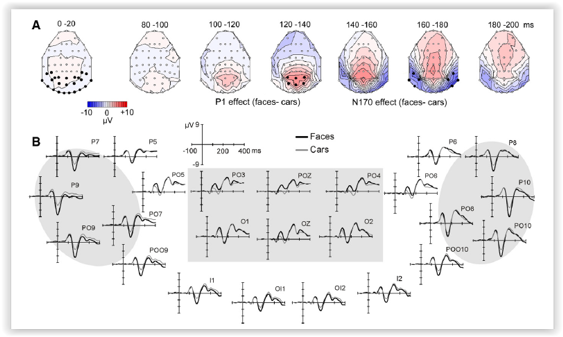 A
0 -20 80 -100 100 -120 120 -140 140 -160 160 -180 180 -200 ms
P1 effect (faces- cars) N170 effect (faces- cars)
-10 0 +10
µV
B
µV 9
-100 200 400 ms
-9
Faces
Cars
P7 P5 P6 P8
P9 PO5 PO3 POZ PO4 PO6 P10
PO9 PO7 O1 OZ O2 PO8 PO10
POO9 POO10
I1 OI1 OI2 I2